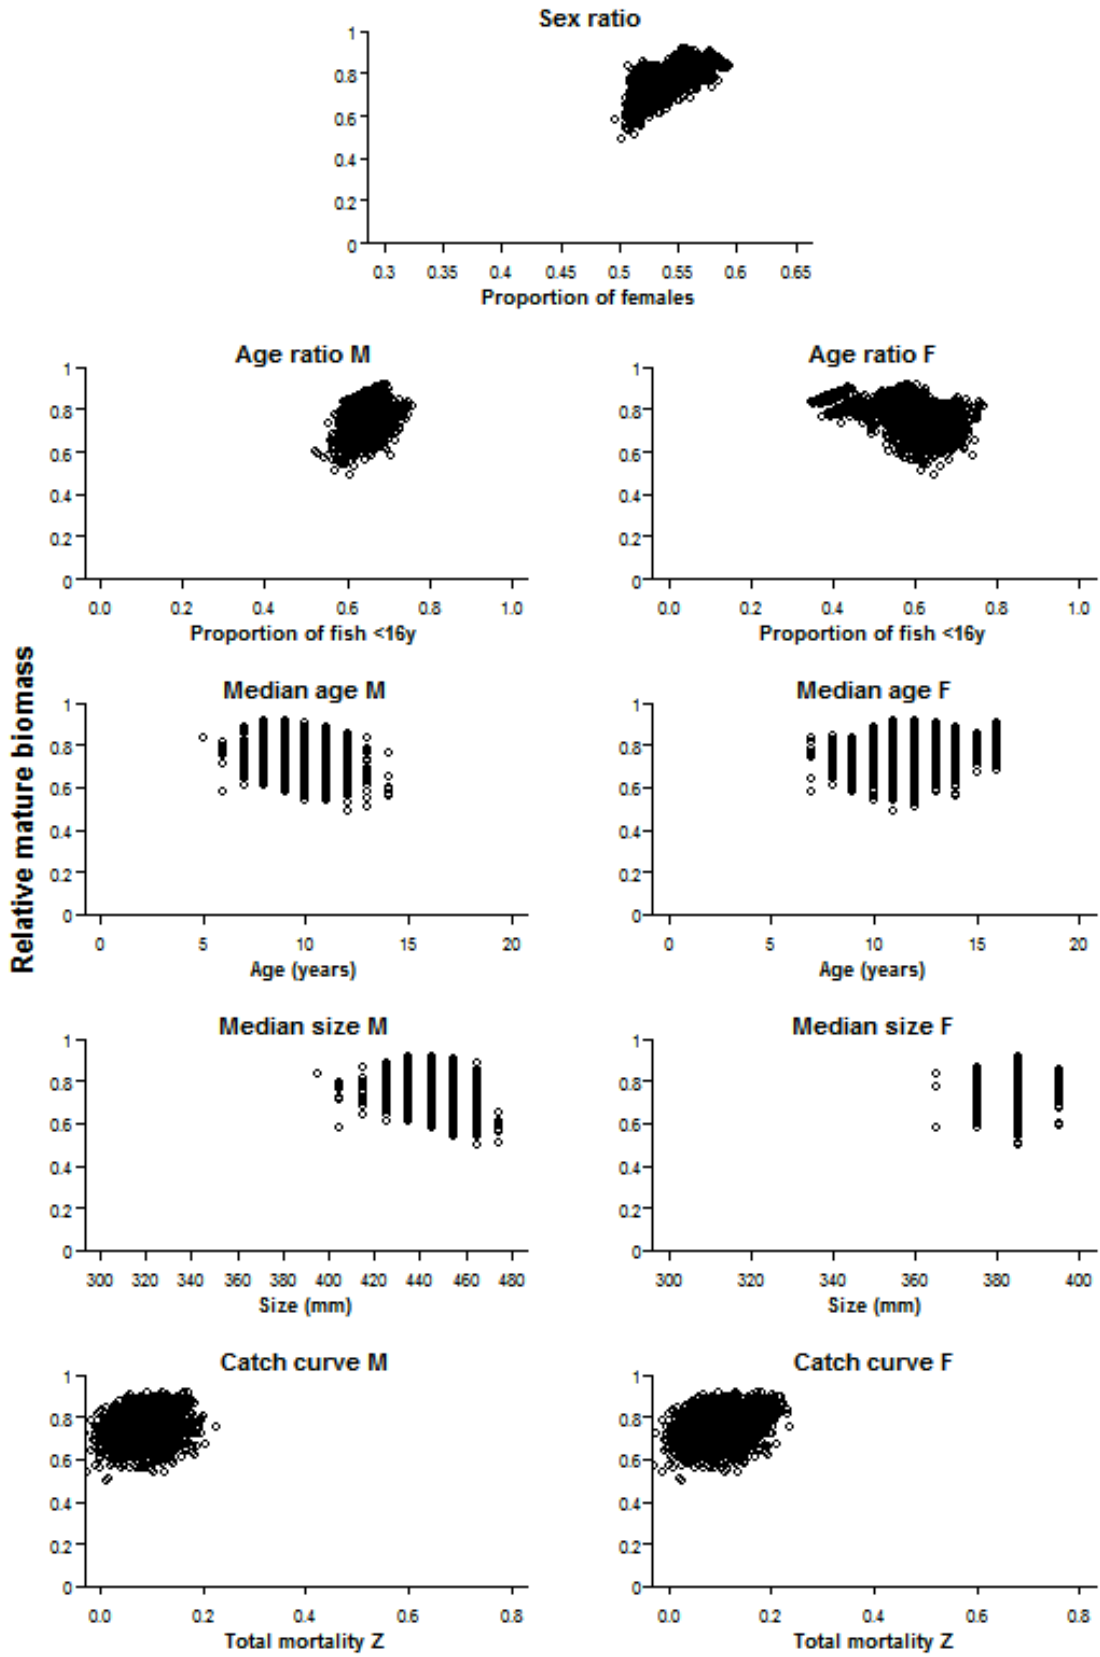 Sex ratio
1
0.8
0.6
0.4
0.2
0
0.3 0.35 0.4 0.45 0.5 0.55 0.6 0.65
Proportion of females
Age ratio M
1
0.8
0.6
0.4
0.2
0
0.0 0.2 0.4 0.6 0.8 1.0
Proportion of fish <16y
Age ratio F
1
0.8
0.6
0.4
0.2
0
0.0 0.2 0.4 0.6 0.8 1.0
Proportion of fish <16y
Relative mature biomass
Median age M
1
0.8
0.6
0.4
0.2
0
0 5 10 15 20
Age (years)
Median age F
1
0.8
0.6
0.4
0.2
0
0 5 10 15 20
Age (years)
Median size M
1
0.8
0.6
0.4
0.2
0
300 320 340 360 380 400 420 440 460 480
Size (mm)
Median size F
1
0.8
0.6
0.4
0.2
0
300 320 340 360 380 400
Size (mm)
Catch curve M
1
0.8
0.6
0.4
0.2
0
0.0 0.2 0.4 0.6 0.8
Total mortality Z
Catch curve F
1
0.8
0.6
0.4
0.2
0
0.0 0.2 0.4 0.6 0.8
Total mortality Z